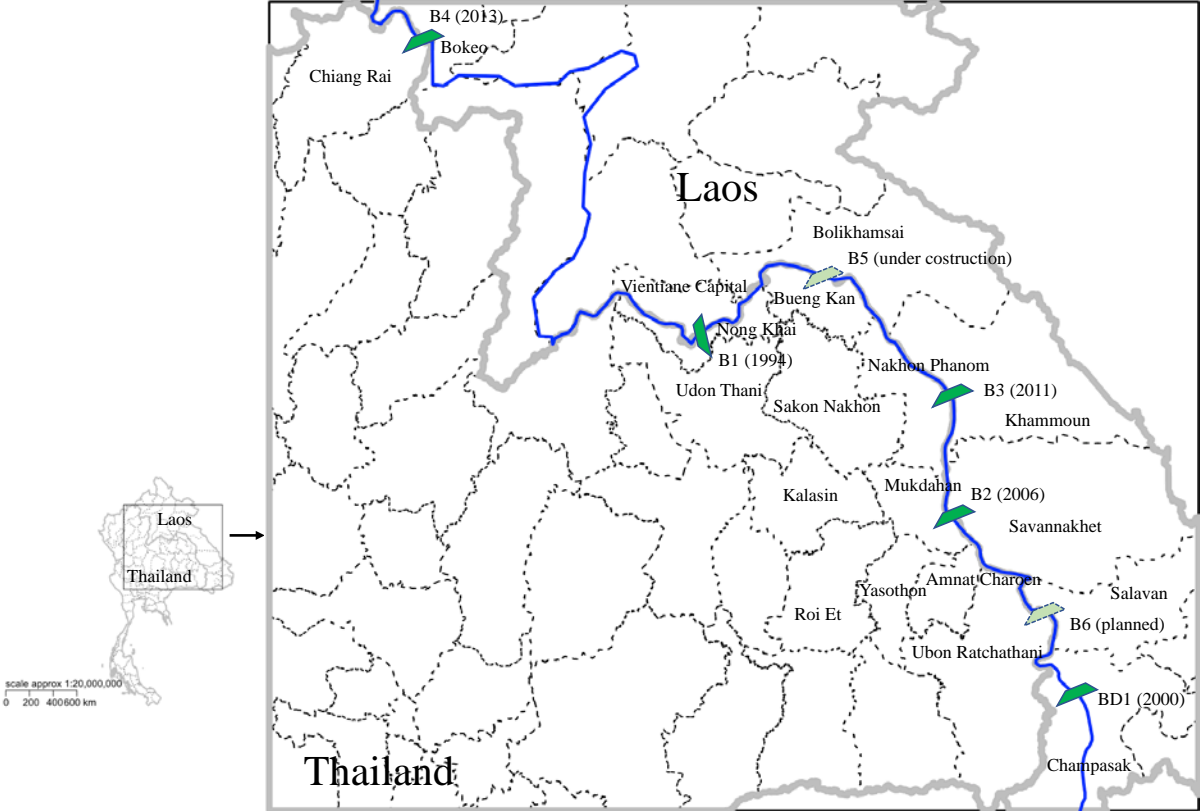 B4 (2013)
Bokeo
Chiang Rai
Laos
Bolikhamsai
B5 (under costruction)
Vientiane Capital
Bueng Kan
Nong Khai
B1 (1994)
Nakhon Phanom
Udon Thani
B3 (2011)
Sakon Nakhon
Khammoun
Mukdahan
Kalasin
B2 (2006)
Savannakhet
Laos
Thailand
Amnat Charoen
Yasothon
Salavan
Roi Et
B6 (planned)
Ubon Ratchathani
scale approx 1:20,000,000
0 200 400600 km
BD1 (2000)
Champasak
Thailand